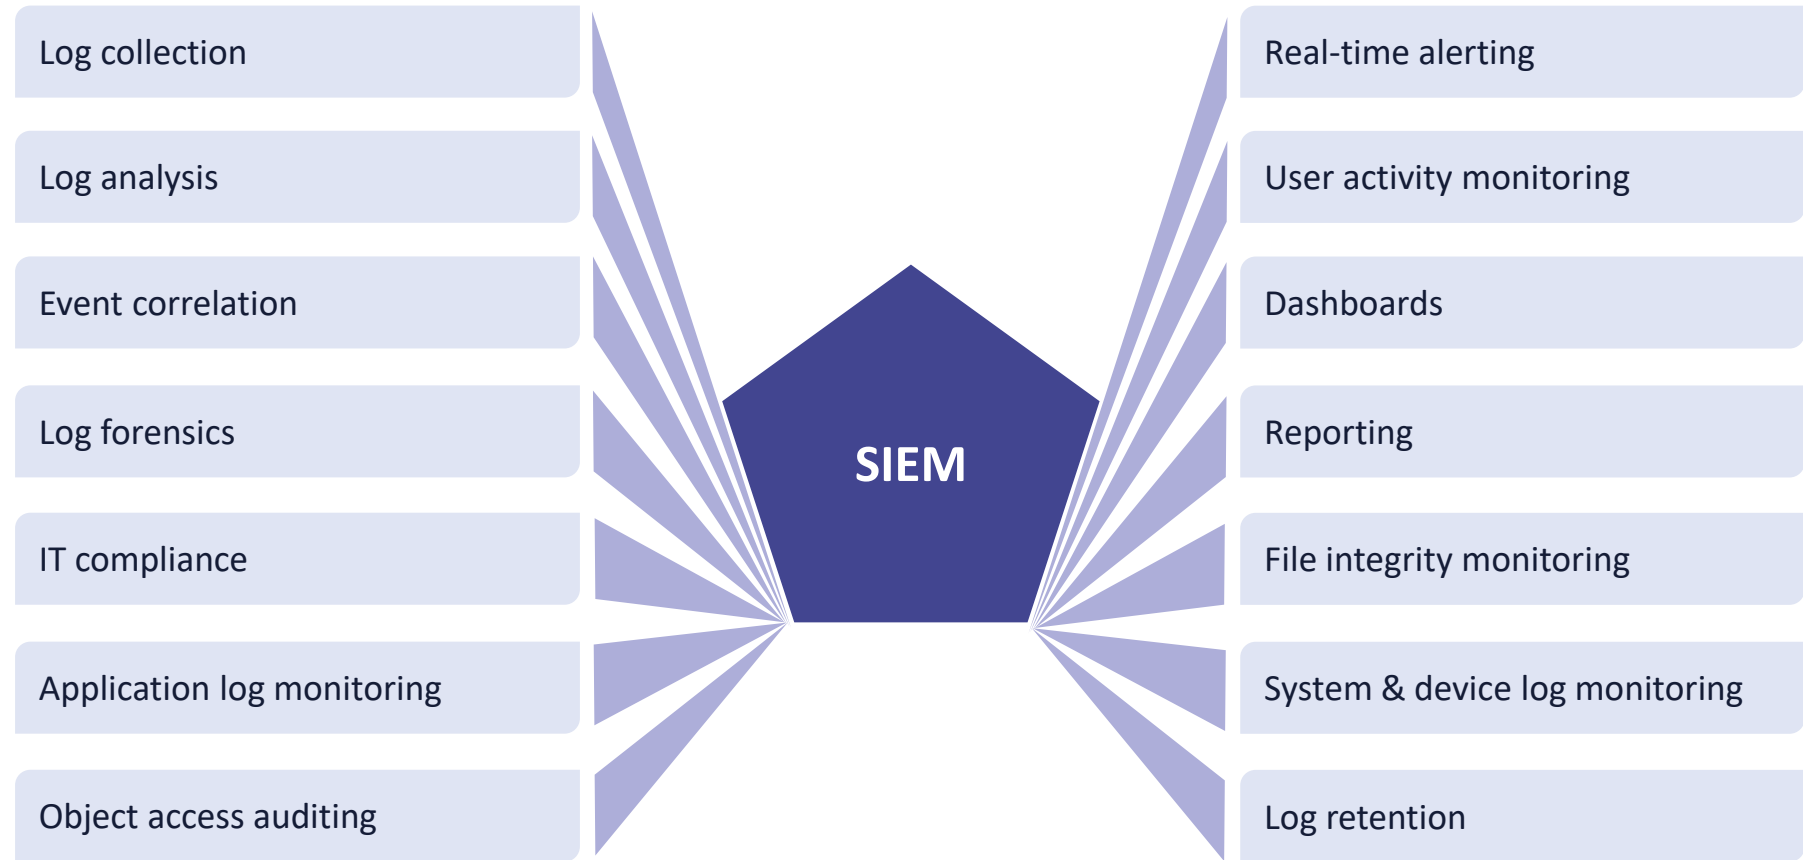 Log collection
Log analysis
Event correlation
Log forensics
IT compliance
Application log monitoring
Object access auditing
SIEM
Real-time alerting
User activity monitoring
Dashboards
Reporting
File integrity monitoring
System & device log monitoring
Log retention